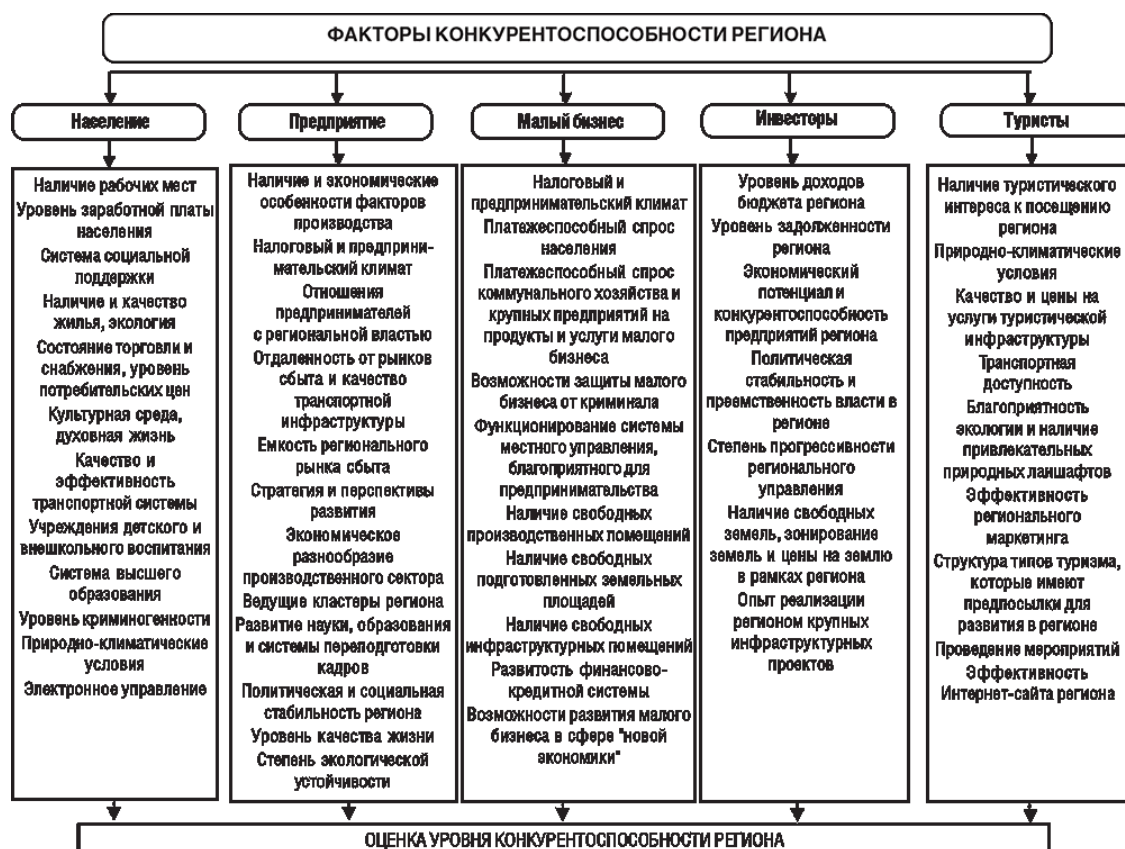 ФАКТОРЫ КОНКУРЕНТОСПОСОБНОСТИ РЕГИОНА
Население
Наличие рабочих мест
Уровень заработной платы
населения
Система социальной
поддержки
Наличие и качество
жилья, экология
Состояние торговли и
снабжения, уровень
потребительских цен
Культурная среда,
духовная жизнь
Качество и
эффективность
транспортной системы
Учреждения детского и
внешкольного воспитания
Система высшего
образования
Уровень криминогенности
Природно-климатические
условия
Электронное управление
Предприятие
Наличие и экономические
особенности факторов
производства
Налоговый и предприни-
мательский климат
Отношения
предпринимателей
с региональной властью
Отдаленность от рынков
сбыта и качество
транспортной
инфраструктуры
Емкость регионального
рынка сбыта
Стратегия и перспективы
развития
Экономическое
разнообразие
производственного сектора
Ведущие кластеры региона
Развитие науки, образования
и системы переподготовки
кадров
Политическая и социальная
стабильность региона
Уровень качества жизни
Степень экологической
устойчивости
Малый бизнес
Налоговый и
предпринимательский климат
Платежеспособный спрос
населения
Платежеспособный спрос
коммунального хозяйства и
крупных предприятий на
продукты и услуги малого
бизнеса
Возможности защиты малого
бизнеса от криминала
Функционирование системы
местного управления,
благоприятного для
предпринимательства
Наличие свободных
производственных помещений
Наличие свободных
подготовленных земельных
площадей
Наличие свободных
инфраструктурных помещений
Развитость финансово-
кредитной системы
Возможности развития малого
бизнеса в сфере "новой
экономики"
Инвесторы
Уровень доходов
бюджета региона
Уровень задолженности
региона
Экономический
потенциал и
конкурентоспособность
предприятий региона
Политическая
стабильность и
преемственность власти в
регионе
Степень прогрессивности
регионального
управления
Наличие свободных
земель, зонирование
земель и цены на землю
в рамках региона
Опыт реализации
регионом крупных
инфраструктурных
проектов
Туристы
Наличие туристического
интереса к посещению
региона
Природно-климатические
условия
Качество и цены на
услуги туристической
инфраструктуры
Транспортная
доступность
Благоприятность
экологии и наличие
привлекательных
природных лаишафтов
Эффективность
регионального
маркетинга
Структура типов туризма,
которые имеют
предпосылки для
развития в регионе
Проведение мероприятий
Эффективность
Интернет-сайта региона
ОЦЕНКА УРОВНЯ КОНКУРЕНТОСПОСОБНОСТИ РЕГИОНА